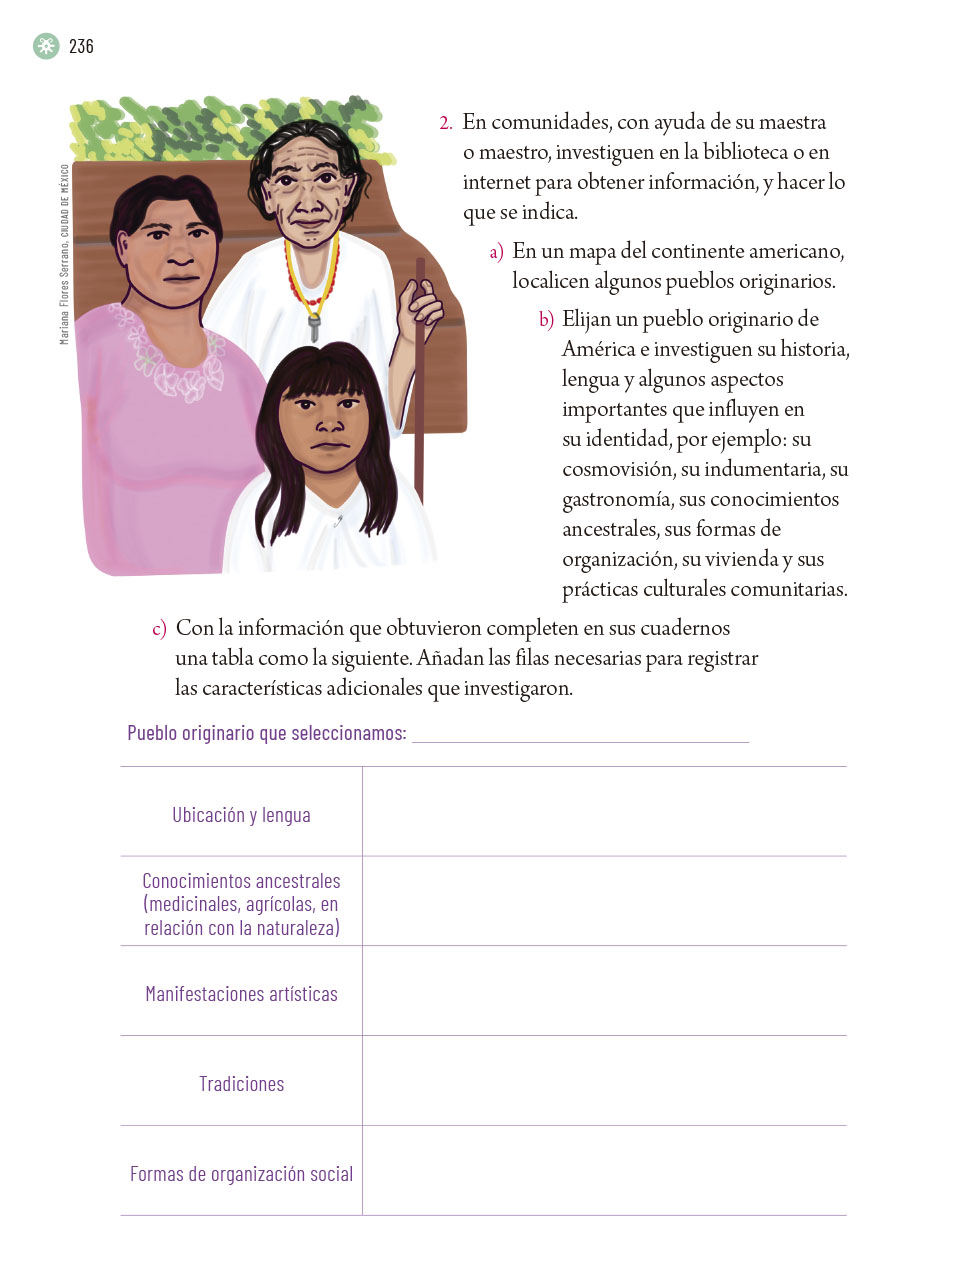 236
Mariana Flores Serrano, CIUDAD DE MÉXICO
2. En comunidades, con ayuda de su maestra
o maestro, investiguen en la biblioteca o en
internet para obtener información, y hacer lo
que se indica.
a) En un mapa del continente americano,
localicen algunos pueblos originarios.
b) Elijan un pueblo originario de
América e investiguen su historia,
lengua y algunos aspectos
importantes que influyen en
su identidad, por ejemplo: su
cosmovisión, su indumentaria, su
gastronomía, sus conocimientos
ancestrales, sus formas de
organización, su vivienda y sus
prácticas culturales comunitarias.
c) Con la información que obtuvieron completen en sus cuadernos
una tabla como la siguiente. Añadan las filas necesarias para registrar
las características adicionales que investigaron.
Pueblo originario que seleccionamos:
Ubicación y lengua
Conocimientos ancestrales
(medicinales, agrícolas, en
relación con la naturaleza)
Manifestaciones artísticas
Tradiciones
Formas de organización social